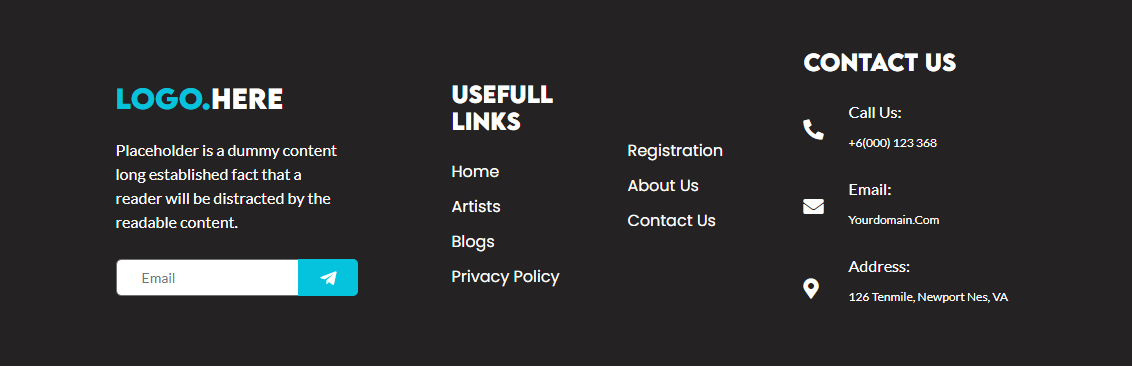 LOGO.HERE
Placeholder is a dummy content
long established fact that a
reader will be distracted by the
readable content.
Email
USEFULL
LINKS
Home
Artists
Blogs
Privacy Policy
Registration
About Us
Contact Us
CONTACT US
Call Us:
+6(000) 123 368
Email:
Yourdomain.Com
Address:
126 Tenmile, Newport Nes, VA